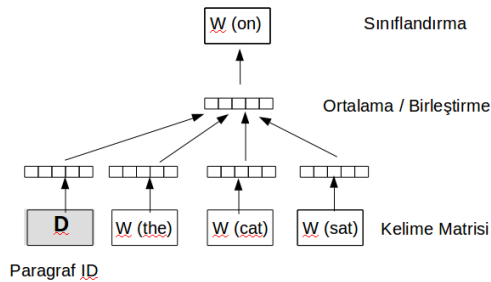 W (on) Sınıflandırma
Ortalama / Birleştirme
D W (the) W (cat) W (sat) Kelime Matrisi
Paragraf ID